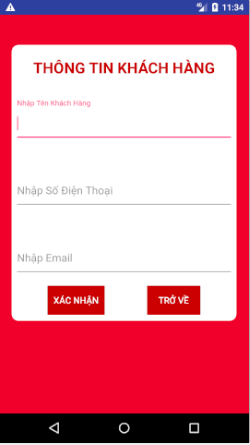 11:34
THÔNG TIN KHÁCH HÀNG
Nhập Tên Khách Hàng
Nhập Số Điện Thoại
Nhập Email
XÁC NHẬN
TRỞ VỀ